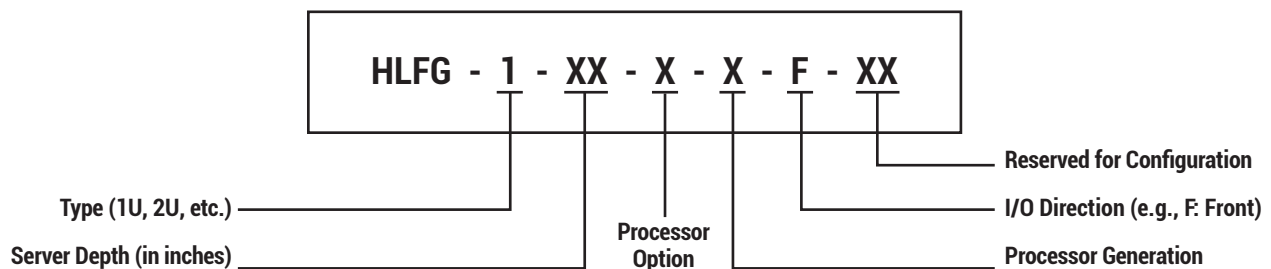 HLFG - 1 - XX - X - X - F - XX
Reserved for Configuration
Type (1U, 2U, etc.)
I/O Direction (e.g., F: Front)
Processor
Option
Server Depth (in inches)
Processor Generation